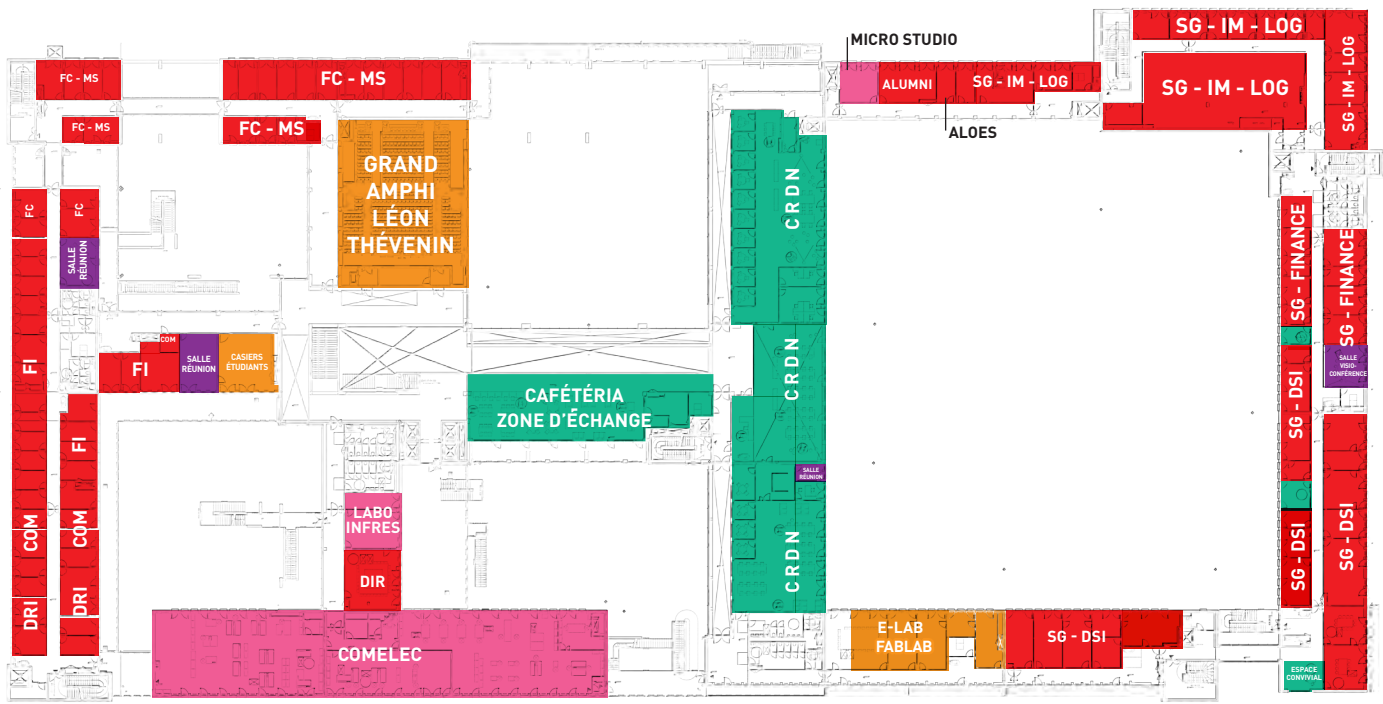 SG - IM - LOG
MICRO STUDIO
FC - MS
FC - MS
ALUMNI
SG - IM - LOG
SG - IM - LOG
SG - IM - LOG
ALOES
FC - MS
FC - MS
GRAND
AMPHI
LÉON
THÉVENIN
CRDN
FC
FC
SALLE
RÉUNION
SG - FINANCE
SG - FINANCE
COM
FI
FI
SALLE
RÉUNION
CASIERS
ÉTUDIANTS
CRDN
SALLE
VISIO-
CONFÉRENCE
CAFÉTÉRIA
ZONE D'ÉCHANGE
SG - DSI
FI
SALLE
RÉUNION
LABO
INFRES
COM
COM
CRDN
SG - DSI
SG - DSI
DIR
DRI
DRI
E-LAB
FABLAB
SG - DSI
COMELEC
ESPACE
CONVIVIAL